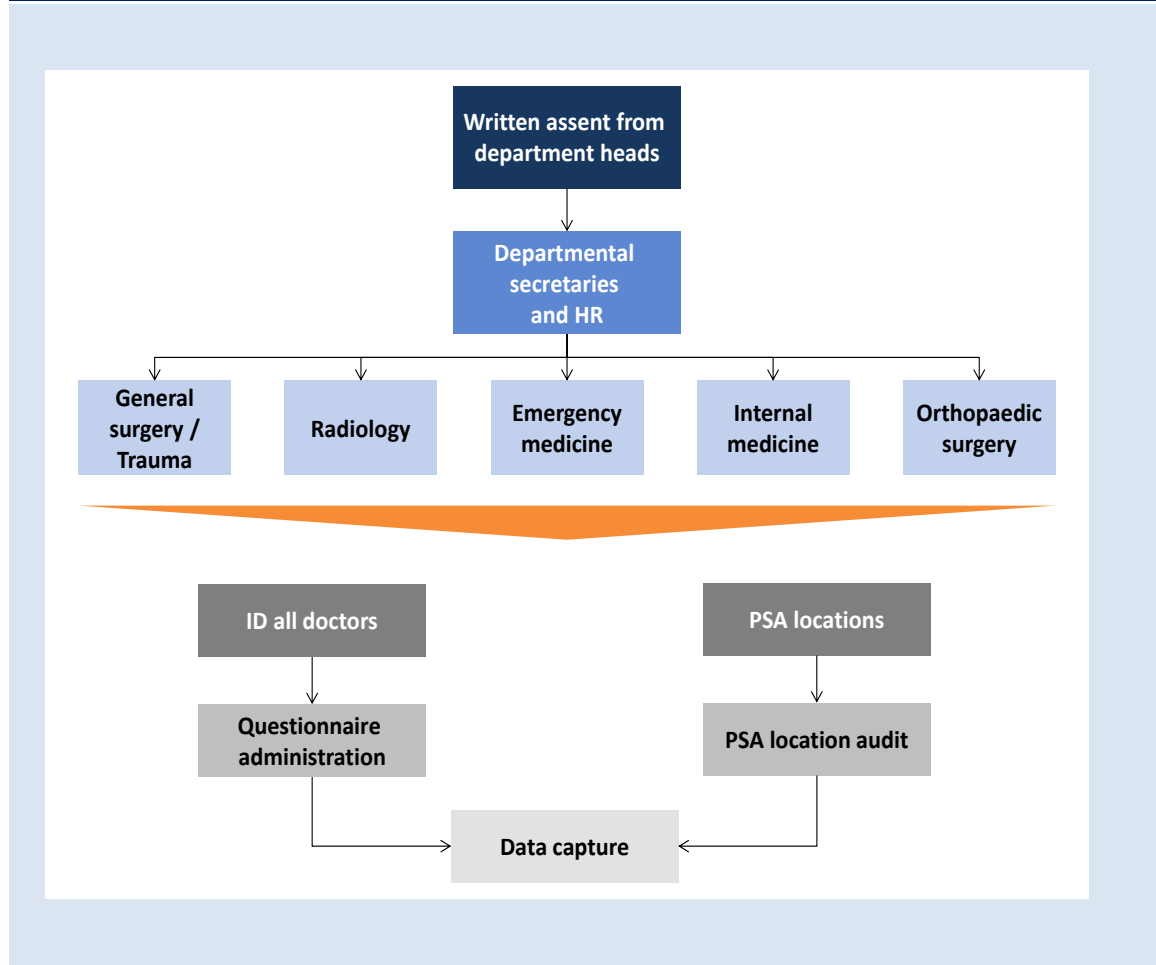 Written assent from
department heads
Departmental
secretaries
and HR
General
surgery /
Trauma
Radiology
Emergency
medicine
Internal
medicine
Orthopaedic
surgery
ID all doctors
PSA locations
Questionnaire
administration
PSA location audit
Data capture